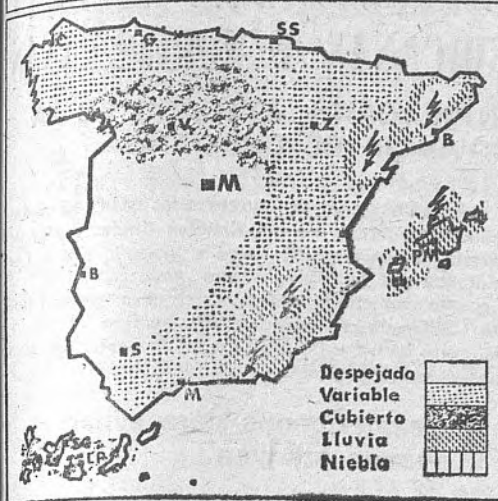 C
G
SS
V
Z
B
M
PM
B
S
M
Despejado
Variable
Cubierto
Lluvia
Niebla